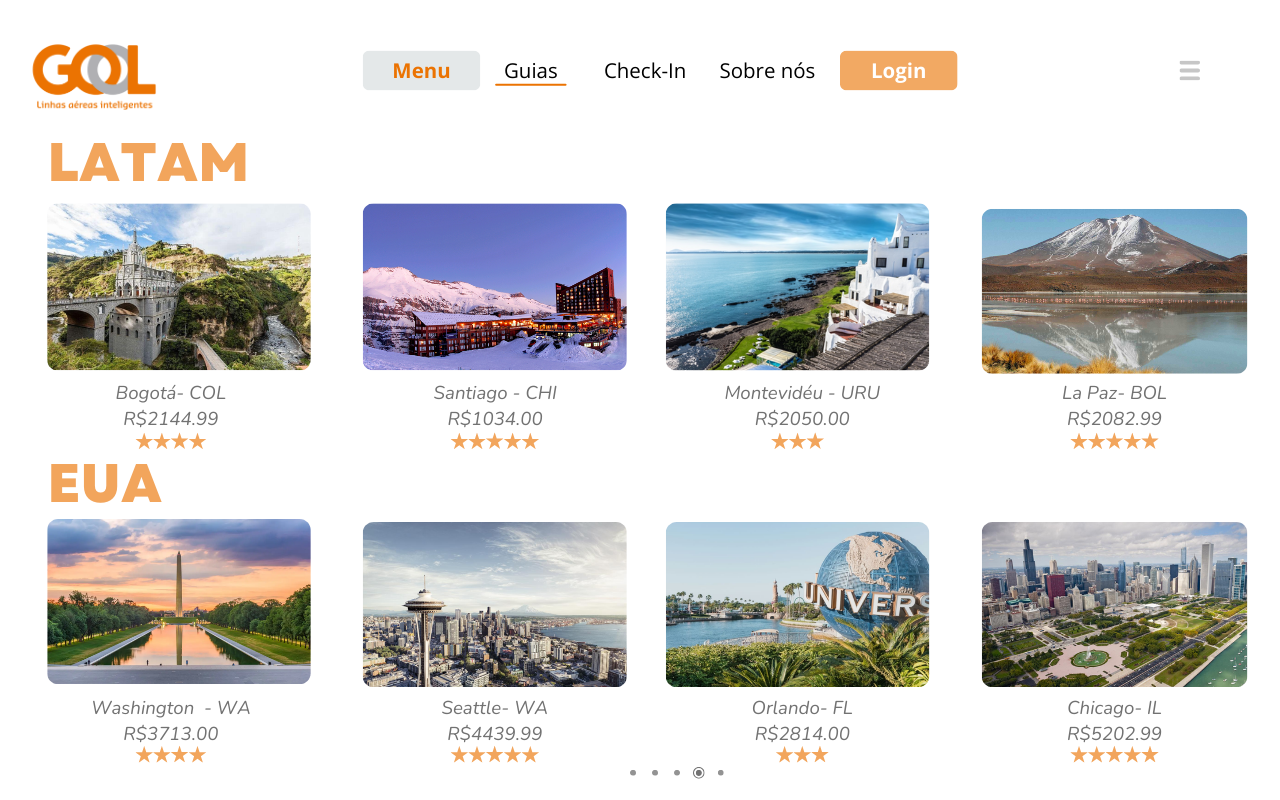 GOL
Linhas aéreas inteligentes
Menu Guias Check-In Sobre nós Login
LATAM
Bogotá- COL
R$2144.99
Santiago - CHI
R$1034.00
Montevidéu - URU
R$2050.00
La Paz- BOL
R$2082.99
EUA
UNIVERS
Washington - WA
R$3713.00
Seattle- WA
R$4439.99
Orlando- FL
R$2814.00
Chicago- IL
R$5202.99